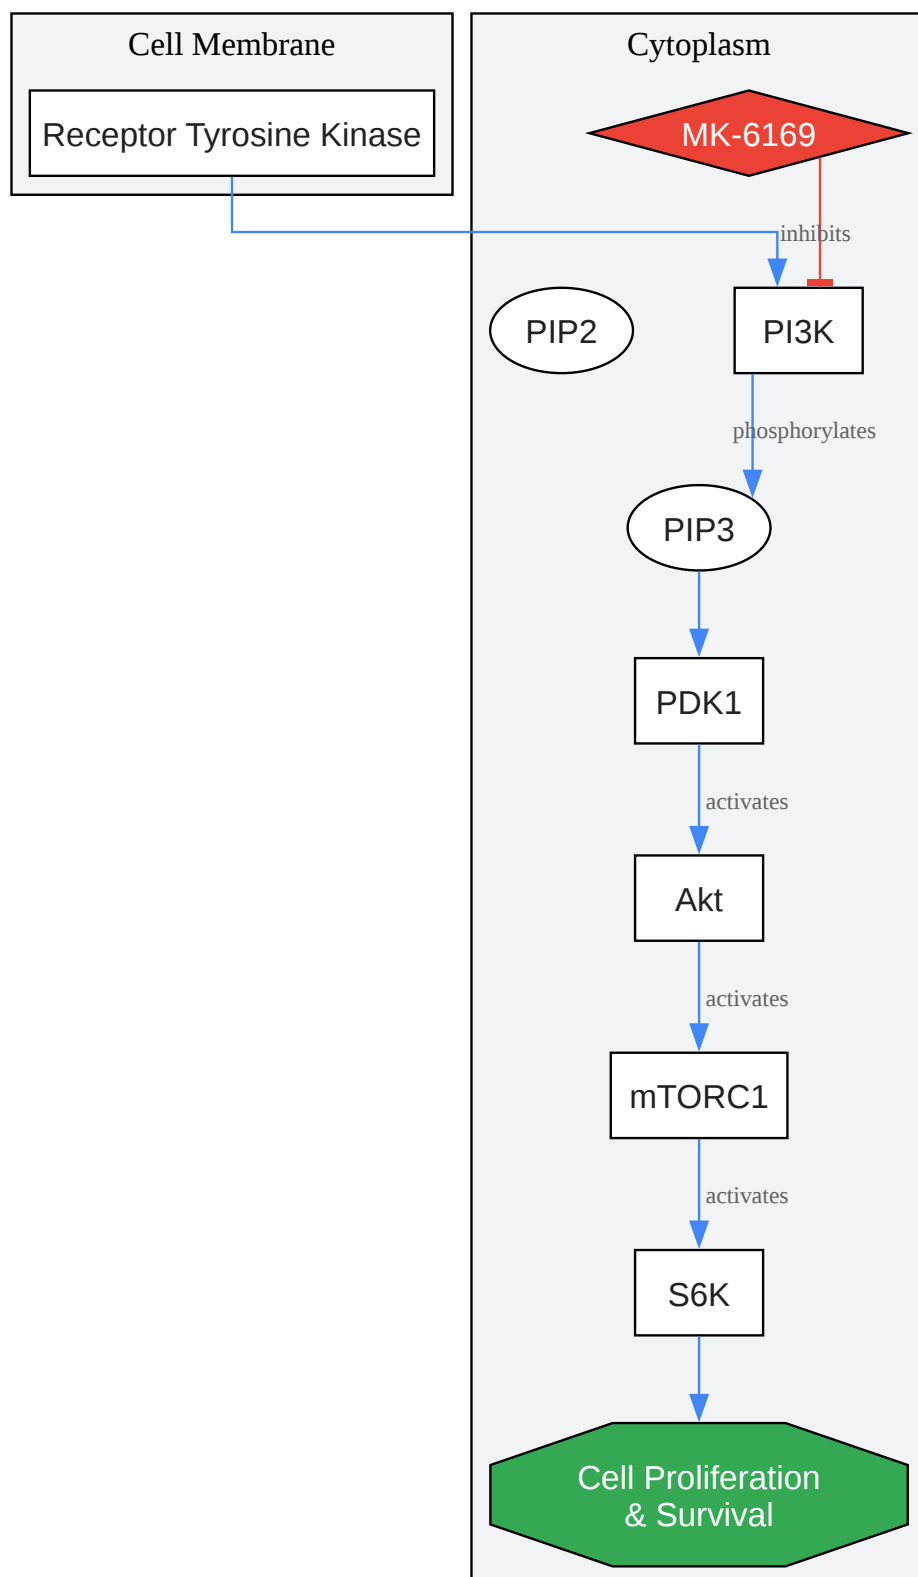 Cell Membrane
Cytoplasm
Receptor Tyrosine Kinase
MK-6169
inhibits
PIP2
PI3K
phosphorylates
PIP3
PDK1
activates
Akt
activates
mTORC1
activates
S6K
Cell Proliferation
& Survival